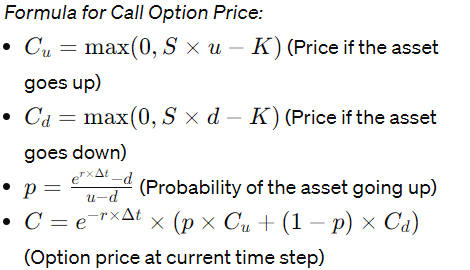 Formula for Call Option Price:
• C_u = max(0, S × u − K) (Price if the asset
goes up)
• C_d = max(0, S × d − K) (Price if the asset
goes down)
• p = \frac{e^{r×Δt}−d}{u−d} (Probability of the asset going up)
• C = e^{−r×Δt} × (p × C_u + (1 − p) × C_d)
(Option price at current time step)